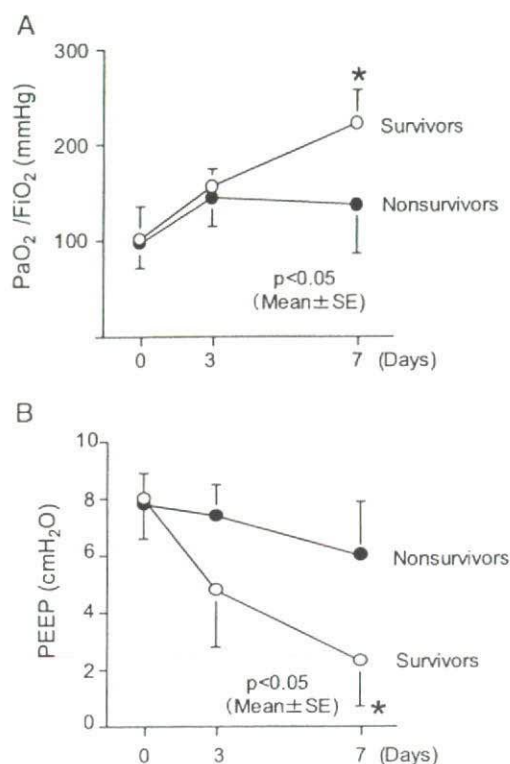 A
300
200
100
PaO₂ /FiO₂ (mmHg)
*
Survivors
Nonsurvivors
p<0.05
(Mean±SE)
0 3 7 (Days)
B
10
8
6
4
2
0
PEEP (cmH₂O)
Nonsurvivors
Survivors
p<0.05
(Mean±SE)
*
0 3 7 (Days)